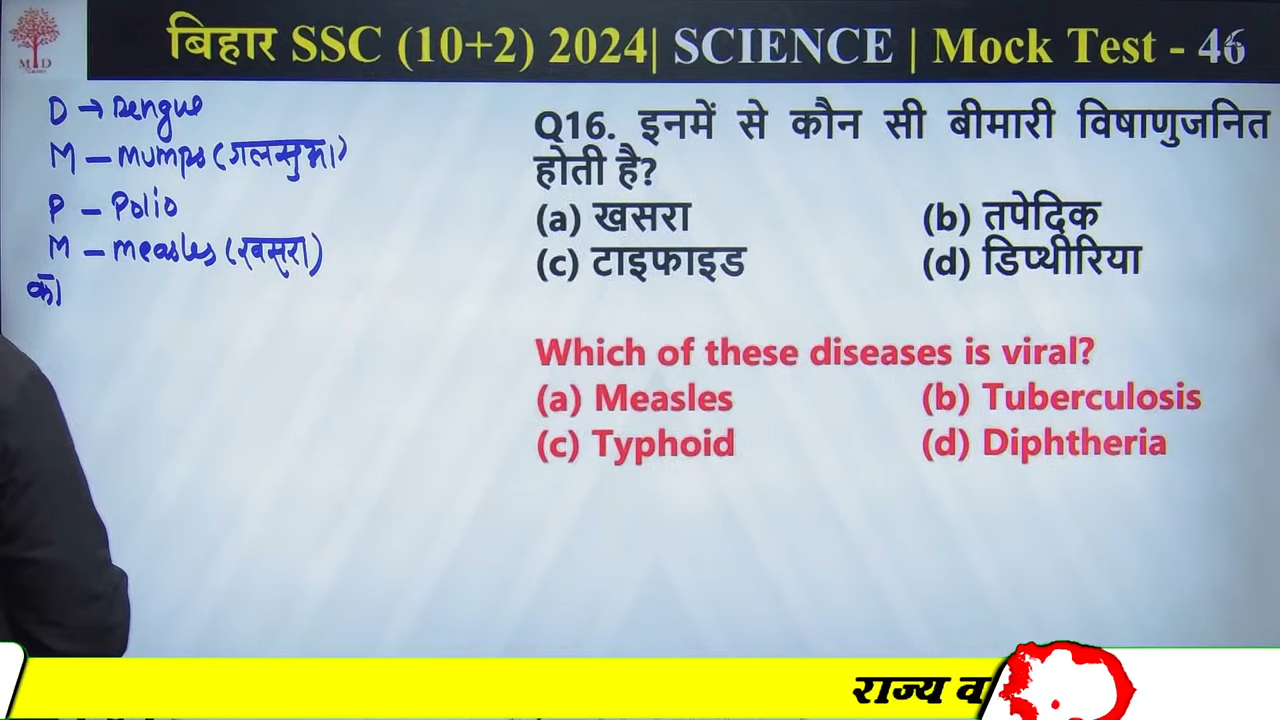 बिहार SSC (10+2) 2024| SCIENCE | Mock Test - 46
D → Dengue
M – Mumps (गलसुआ)
P – Polio
M – measles (खसरा)
को
Q16. इनमें से कौन सी बीमारी विषाणुजनित
होती है?
(a) खसरा (b) तपेदिक
(c) टाइफाइड (d) डिप्थीरिया
Which of these diseases is viral?
(a) Measles (b) Tuberculosis
(c) Typhoid (d) Diphtheria
राज्य व